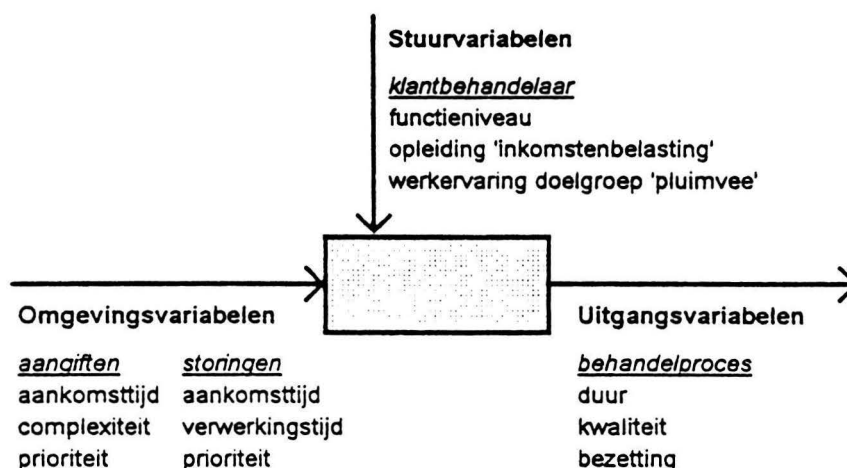 Stuurvariabelen
klantbehandelaar
functieniveau
opleiding 'inkomstenbelasting'
werkervaring doelgroep 'pluimvee'
Omgevingsvariabelen
aangiften storingen
aankomsttijd aankomsttijd
complexiteit verwerkingstijd
prioriteit prioriteit
Uitgangsvariabelen
behandelproces
duur
kwaliteit
bezetting